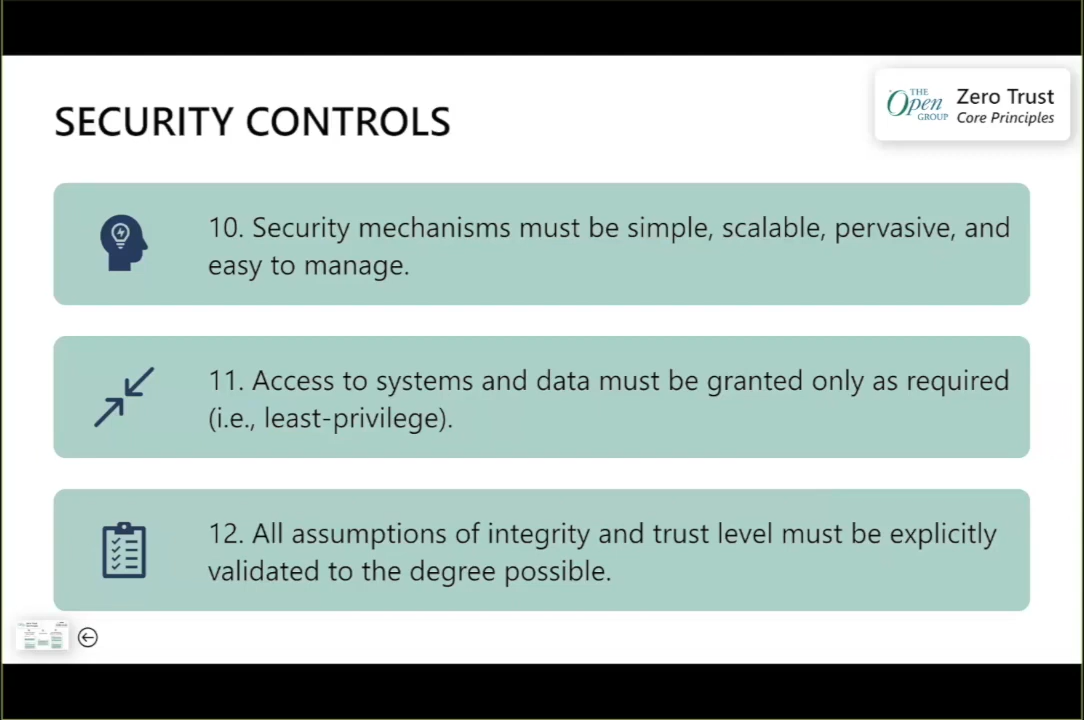 SECURITY CONTROLS
THE
Open
GROUP
Zero Trust
Core Principles
10. Security mechanisms must be simple, scalable, pervasive, and
easy to manage.
11. Access to systems and data must be granted only as required
(i.e., least-privilege).
12. All assumptions of integrity and trust level must be explicitly
validated to the degree possible.